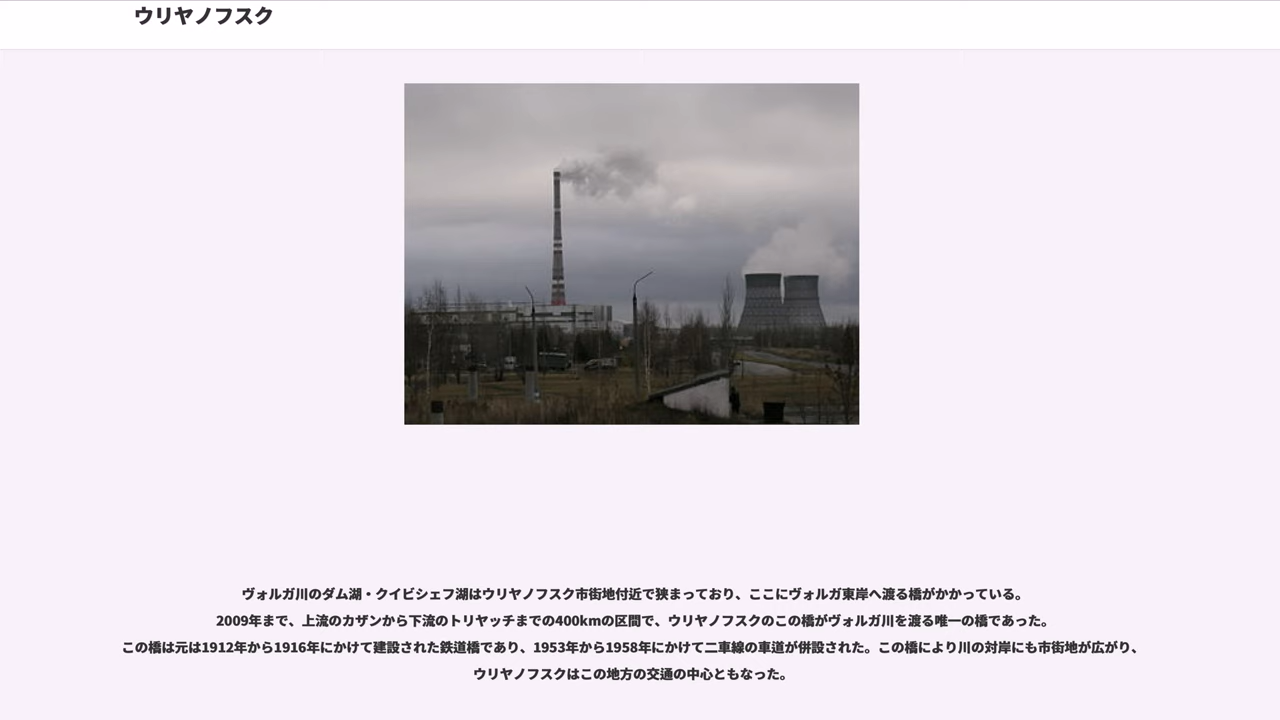 ウリヤノフスク
ヴォルガ川のダム湖・クイビシェフ湖はウリヤノフスク市街地付近で狭まっており、ここにヴォルガ東岸へ渡る橋がかかっている。
2009年まで、上流のカザンから下流のトリヤッチまでの400kmの区間で、ウリヤノフスクのこの橋がヴォルガ川を渡る唯一の橋であった。
この橋は元は1912年から1916年にかけて建設された鉄道橋であり、1953年から1958年にかけて二車線の車道が併設された。この橋により川の対岸にも市街地が広がり、
ウリヤノフスクはこの地方の交通の中心ともなった。